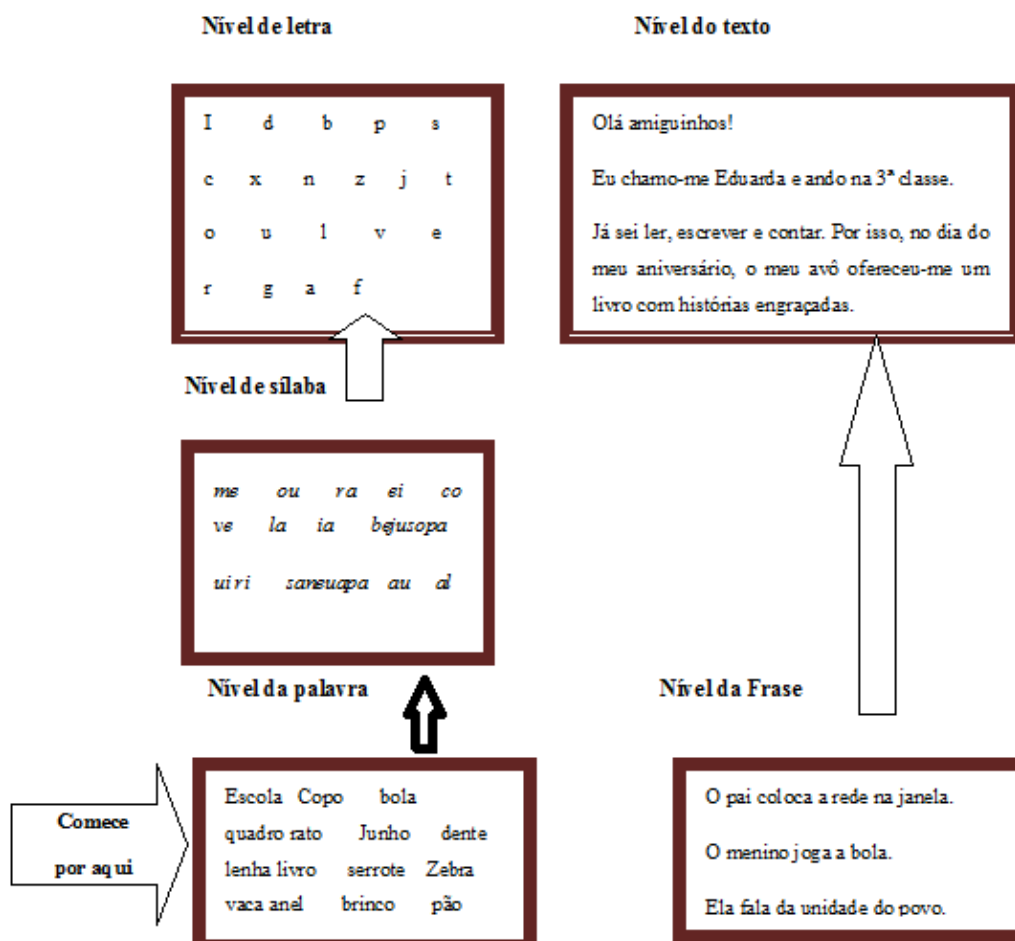 Nível de letra
I d b p s
c x n z j t
o u l v e
r g a f
Nível do texto
Olá amiguinhos!
Eu chamo-me Eduarda e ando na 3ª classe.
Já sei ler, escrever e contar. Por isso, no dia do
meu aniversário, o meu avô ofereceu-me um
livro com histórias engraçadas.
Nível de sílaba
me ou ra ei co
ve la ia bejusopa
ui ri saneuapa au al
Nível da palavra
Comece
por aqui
Escola Copo bola
quadro rato Junho dente
lenha livro serrote Zebra
vaca anel brinco pão
Nível da Frase
O pai coloca a rede na janela.
O menino joga a bola.
Ela fala da unidade do povo.